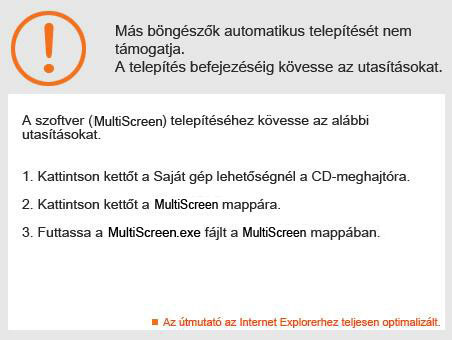 Más böngészők automatikus telepítését nem
támogatja.
A telepítés befejezéséig kövesse az utasításokat.
A szoftver (MultiScreen) telepítéséhez kövesse az alábbi
utasításokat.
1. Kattintson kettőt a Saját gép lehetőségnél a CD-meghajtóra.
2. Kattintson kettőt a MultiScreen mappára.
3. Futtassa a MultiScreen.exe fájlt a MultiScreen mappában.
Az útmutató az Internet Explorerhez teljesen optimalizált.